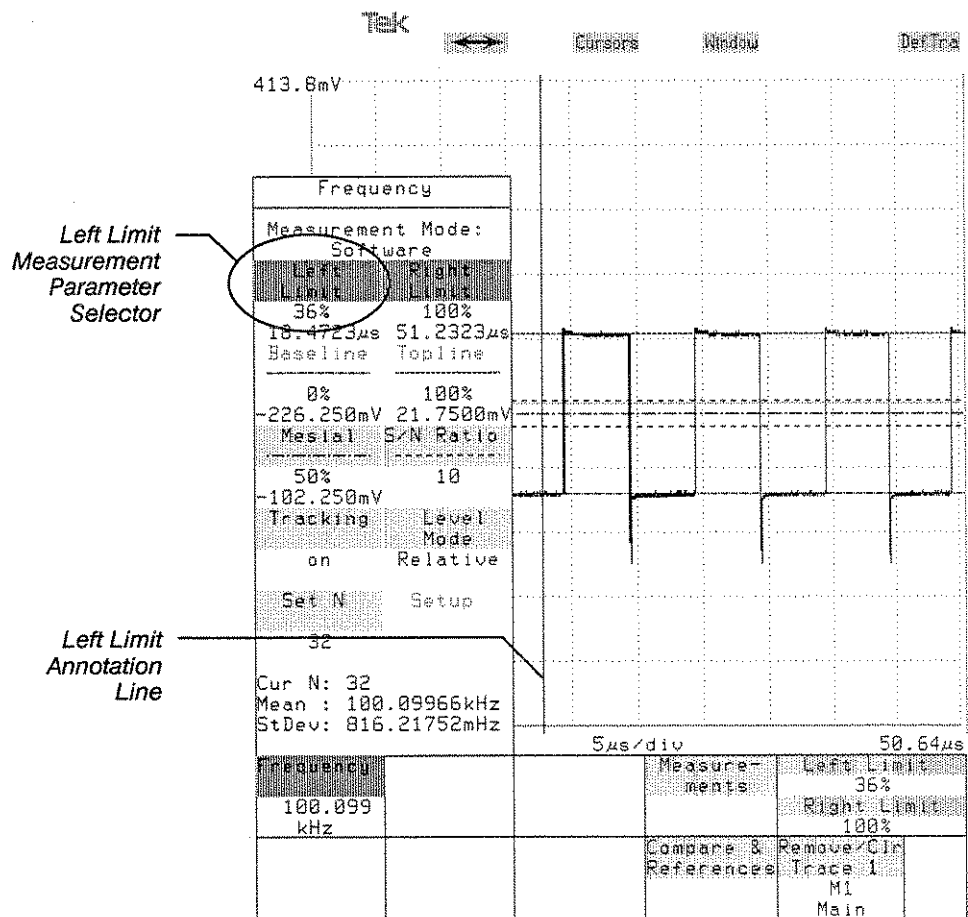 Tek
Cursors Window DefTra
413.8mV
Frequency
Measurement Mode:
Software
Left Limit Right Limit
36% 100%
18.4723µs 51.2323µs
Baseline Topline
0% 100%
-226.250mV 21.7500mV
Mesial S/N Ratio
50% 10
-102.250mV
Tracking Level Mode
on Relative
Set N Setup
32
Cur N: 32
Mean : 100.09966kHz
StDev: 816.21752mHz
Left Limit
Measurement
Parameter
Selector
Left Limit
Annotation
Line
5µs/div 50.64µs
Frequency
100.099
kHz
Measure-
ments
Left Limit
36%
Right Limit
100%
Compare &
References
Remove/Clr
Trace 1
M1
Main